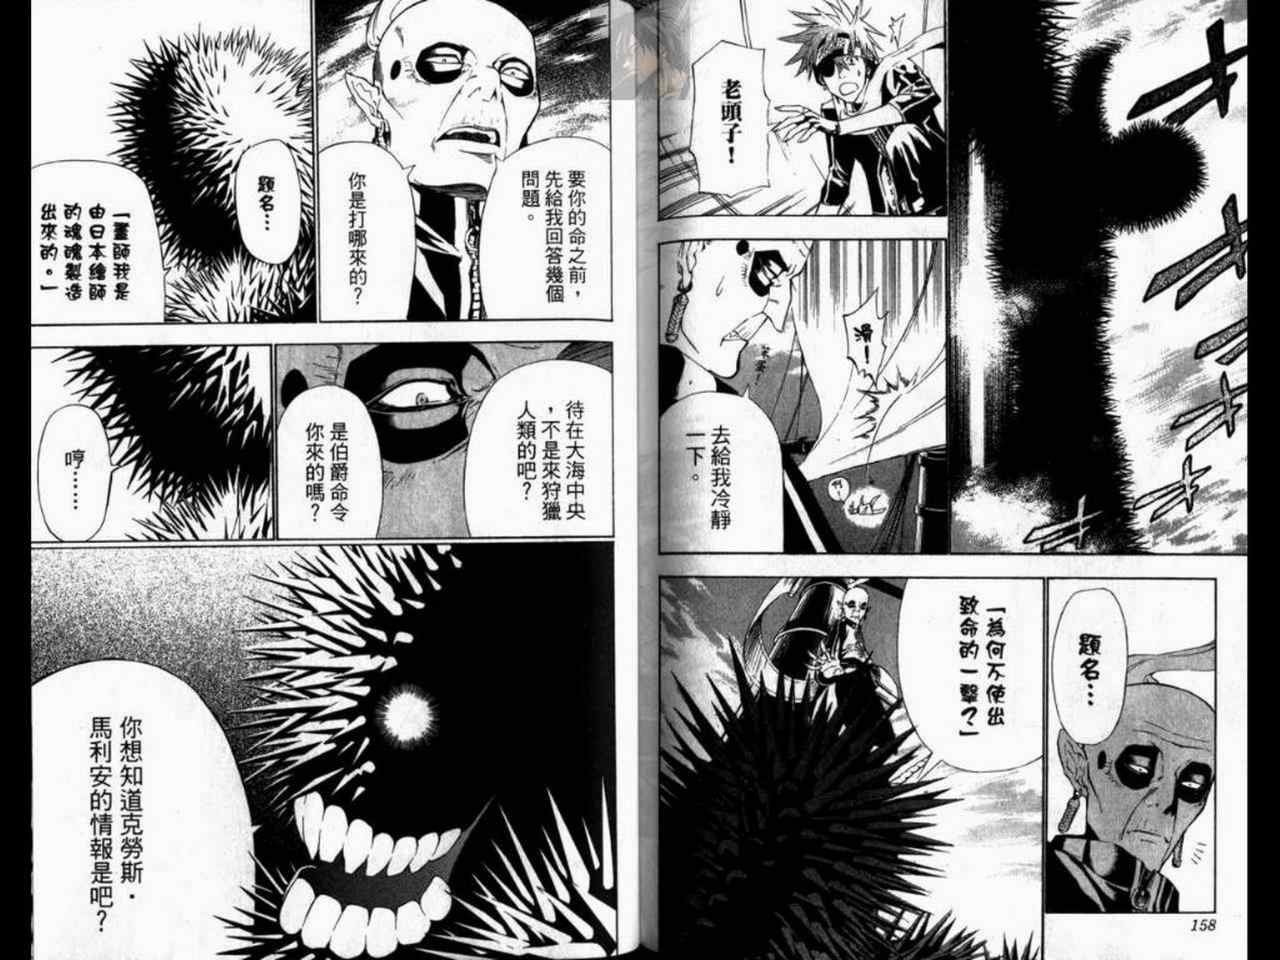 老頭子！
滑！
去給我冷靜
一下。
題名…
「為何不使出
致命的一擊？」
158
要你的命之前，
先給我回答幾個
問題。
你是打哪來的？
題名…
「畫師我是
由日本繪師
的魂魄製造
出來的。」
待在大海中央
，不是來狩獵
人類的吧？
是伯爵命令
你來的嗎？
哼……
你想知道克勞斯．
馬利安的情報是吧？